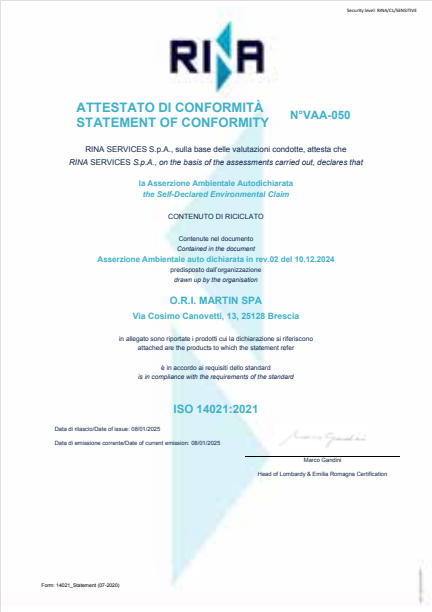 Security level: RINA/C1/SENSITIVE
RINA
ATTESTATO DI CONFORMITÀ
STATEMENT OF CONFORMITY
N°VAA-050
RINA SERVICES S.p.A., sulla base delle valutazioni condotte, attesta che
RINA SERVICES S.p.A., on the basis of the assessments carried out, declares that
la Asserzione Ambientale Autodichiarata
the Self-Declared Environmental Claim
CONTENUTO DI RICICLATO
Contenute nel documento
Contained in the document
Asserzione Ambientale auto dichiarata in rev.02 del 10.12.2024
predisposto dall'organizzazione
drawn up by the organisation
O.R.I. MARTIN SPA
Via Cosimo Canovetti, 13, 25128 Brescia
in allegato sono riportate i prodotti cui la dichiarazione si riferiscono
attached are the products to which the statement refer
è in accordo ai requisiti dello standard
is in compliance with the requirements of the standard
ISO 14021:2021
Data di rilascio/Date of issue: 08/01/2025
Data di emissione corrente/Date of current emission: 08/01/2025
Marco Gandini
Marco Gandini
Head of Lombardy & Emilia Romagna Certification
Form: 14021_Statement (07-2020)